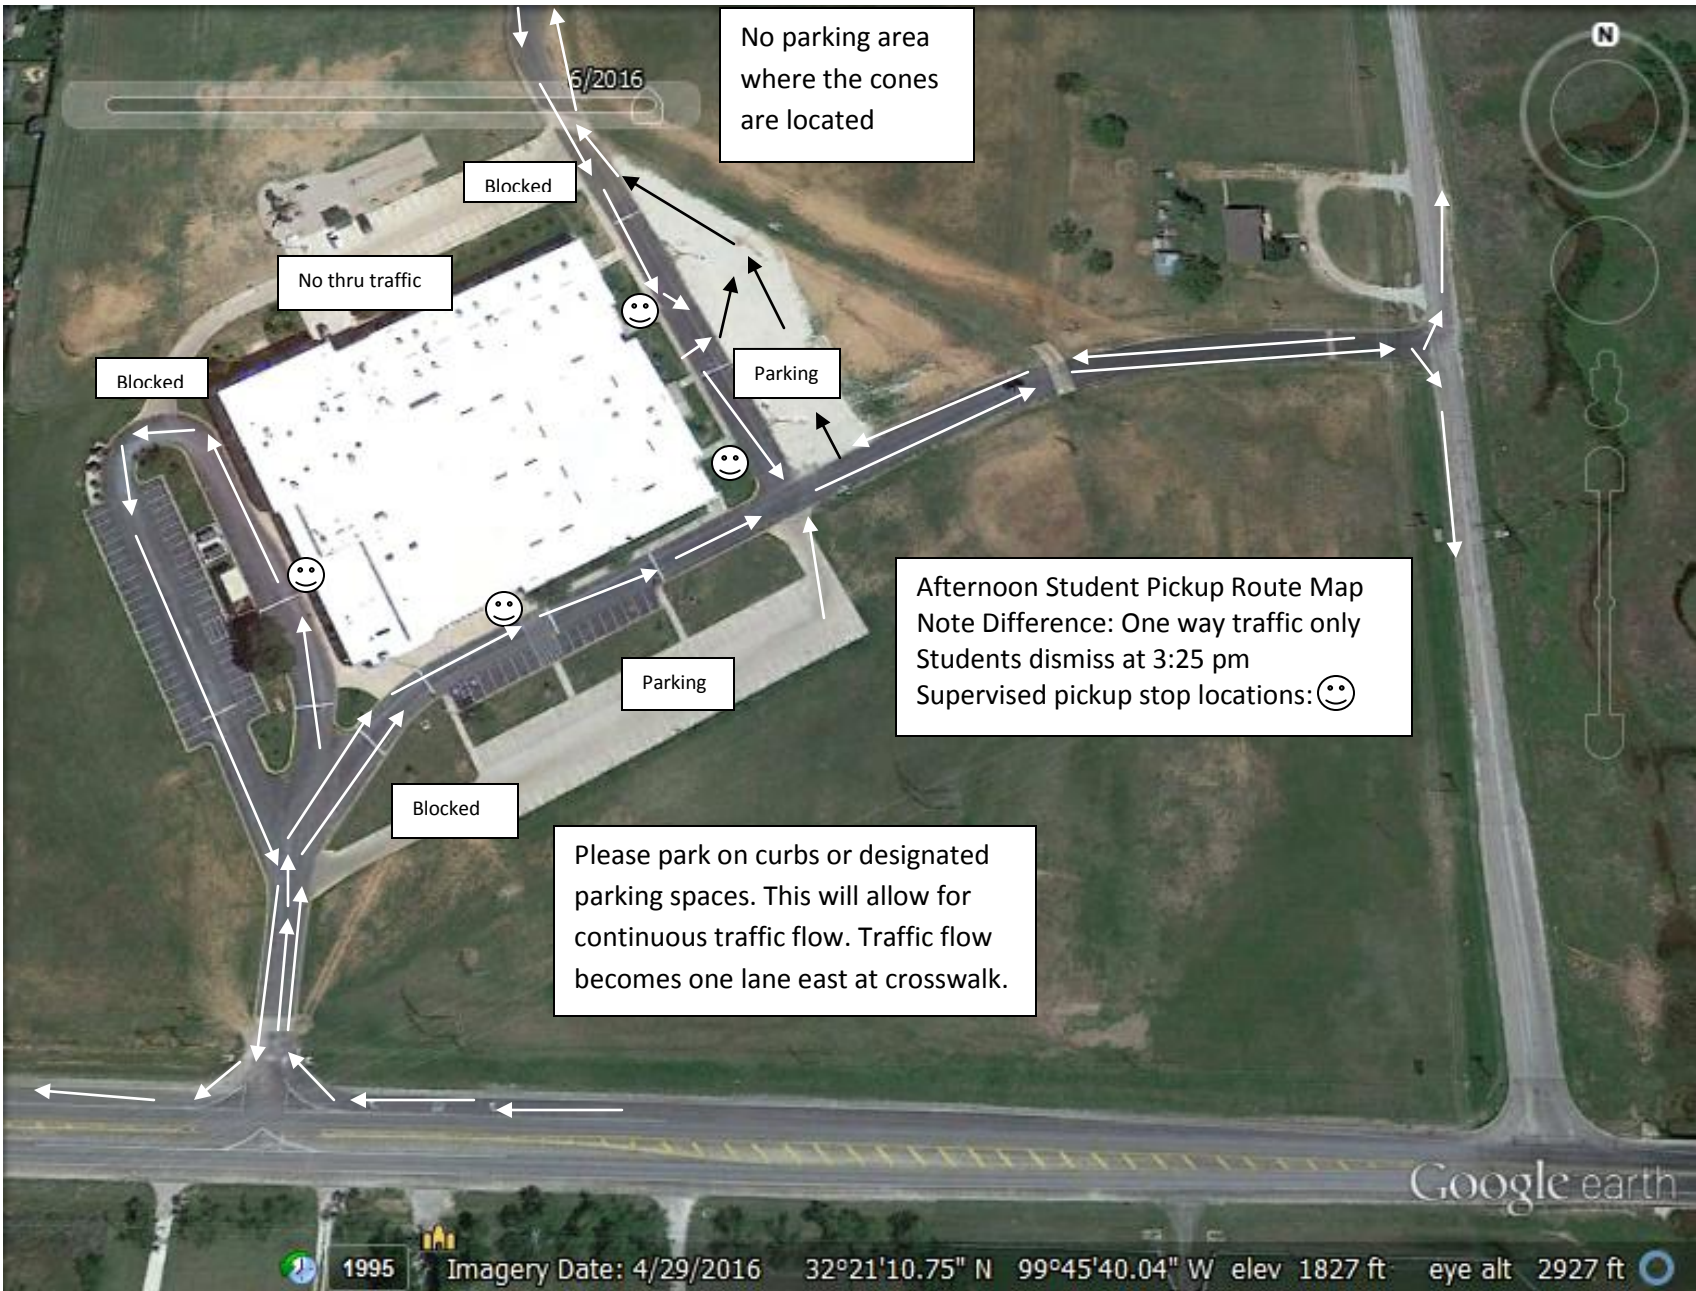 No parking area
where the cones
are located
N
6/2016
Blocked
No thru traffic
Blocked
Parking
Afternoon Student Pickup Route Map
Note Difference: One way traffic only
Students dismiss at 3:25 pm
Supervised pickup stop locations:
Parking
Blocked
Please park on curbs or designated
parking spaces. This will allow for
continuous traffic flow. Traffic flow
becomes one lane east at crosswalk.
Google earth
1995 Imagery Date: 4/29/2016 32°21'10.75" N 99°45'40.04" W elev 1827 ft eye alt 2927 ft